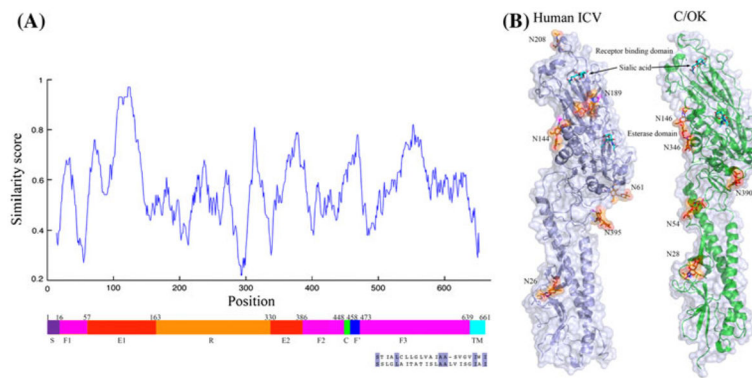 (A)
1
0.8
0.6
0.4
0.2
Similarity score
0 100 200 300 400 500 600 700
Position
1 16 57 163 330 386 448 458 473 639 661
S F1 E1 R E2 F2 C F' F3 TM
(B)
Human ICV C/OK
N208
Receptor binding domain
Sialic acid
N189
N146
N144
Esterase domain
N346
N61
N390
N395
N54
N28
N26